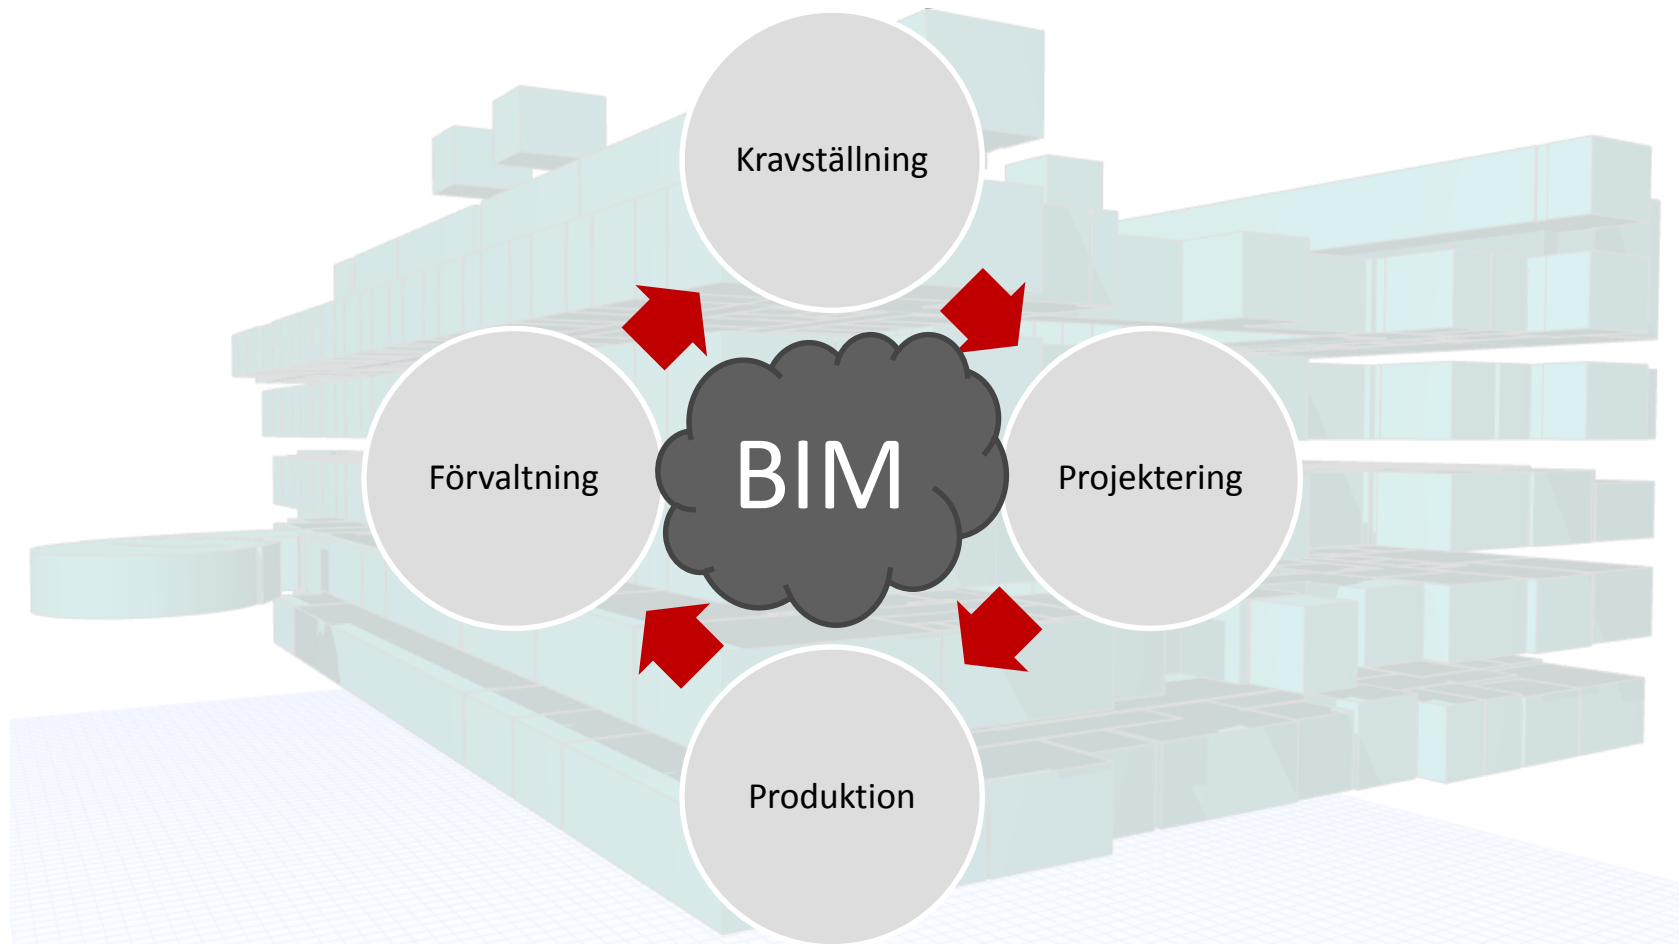 Kravställning
Förvaltning
BIM
Projektering
Produktion